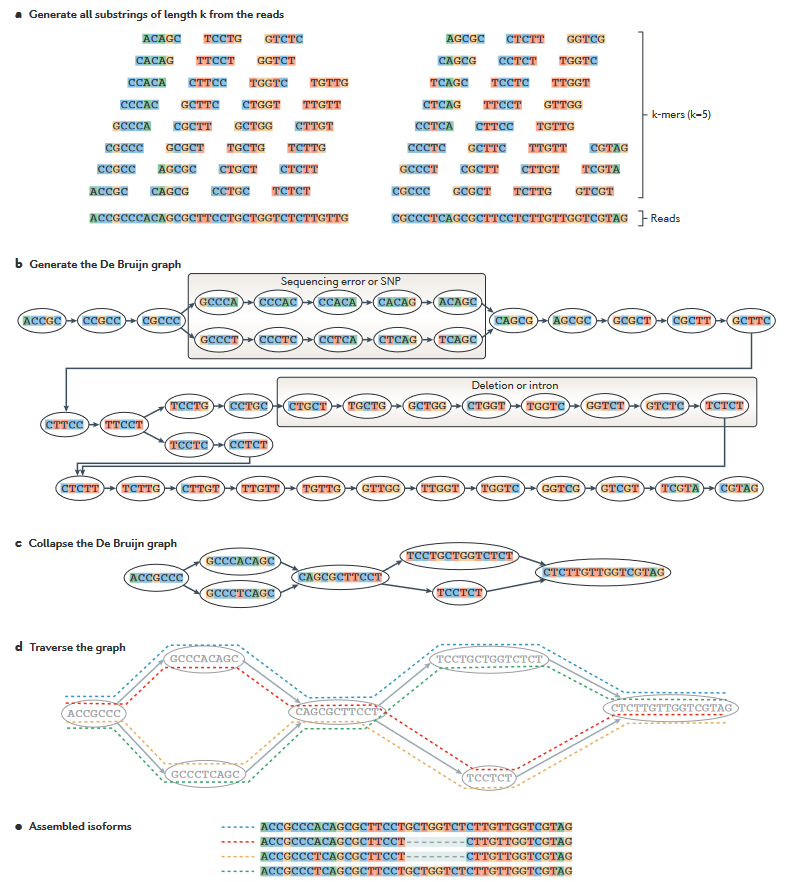 a Generate all substrings of length k from the reads
ACAGC TCCTG GTCTC AGCGC CTCTT GGTCG
CACAG TTCCT GGTCT CAGCG CCTCT TGGTC
CCACA CTTCC TGGTC TGTTG TCAGC TCCTC TTGGT
CCCAC GCTTC CTGGT TTGTT CTCAG TTCCT GTTGG
GCCCA CGCTT GCTGG CTTGT CCTCA CTTCC TGTTG
k-mers (k=5)
CGCCC GCGCT TGCTG TCTTG CCCTC GCTTC TTGTT CGTAG
CCGCC AGCGC CTGCT CTCTT GCCCT CGCTT CTTGT TCGTA
ACCGC CAGCG CCTGC TCTCT CGCCC GCGCT TCTTG GTCGT
ACCGCCCACAGCGCTTCCTGCTGGTCTCTTGTTG CGCCCTCAGCGCTTCCTCTTGTTGGTCGTAG Reads
b Generate the De Bruijn graph
Sequencing error or SNP
GCCCA CCCAC CCACA CACAG ACAGC
ACCGC CCGCC CGCCC CAGCG AGCGC GCGCT CGCTT GCTTC
GCCCT CCCTC CCTCA CTCAG TCAGC
Deletion or intron
TCCTG CCTGC CTGCT TGCTG GCTGG CTGGT TGGTC GGTCT GTCTC TCTCT
CTTCC TTCCT
TCCTC CCTCT
CTCTT TCTTG CTTGT TTGTT TGTTG GTTGG TTGGT TGGTC GGTCG GTCGT TCGTA CGTAG
c Collapse the De Bruijn graph
GCCCACAGC TCCTGCTGGTCTCT
ACCGCCC CAGCGCTTCCT CTCTTGTTGGTCGTAG
GCCCTCAGC TCCTCT
d Traverse the graph
GCCCACAGC TCCTGCTGGTCTCT
ACCGCCC CAGCGCTTCCT CTCTTGTTGGTCGTAG
GCCCTCAGC TCCTCT
e Assembled isoforms
ACCGCCCACAGCGCTTCCTGCTGGTCTCTTGTTGGTCGTAG
ACCGCCCACAGCGCTTCCT--------CTTGTTGGTCGTAG
ACCGCCCTCAGCGCTTCCT--------CTTGTTGGTCGTAG
ACCGCCCTCAGCGCTTCCTGCTGGTCTCTTGTTGGTCGTAG